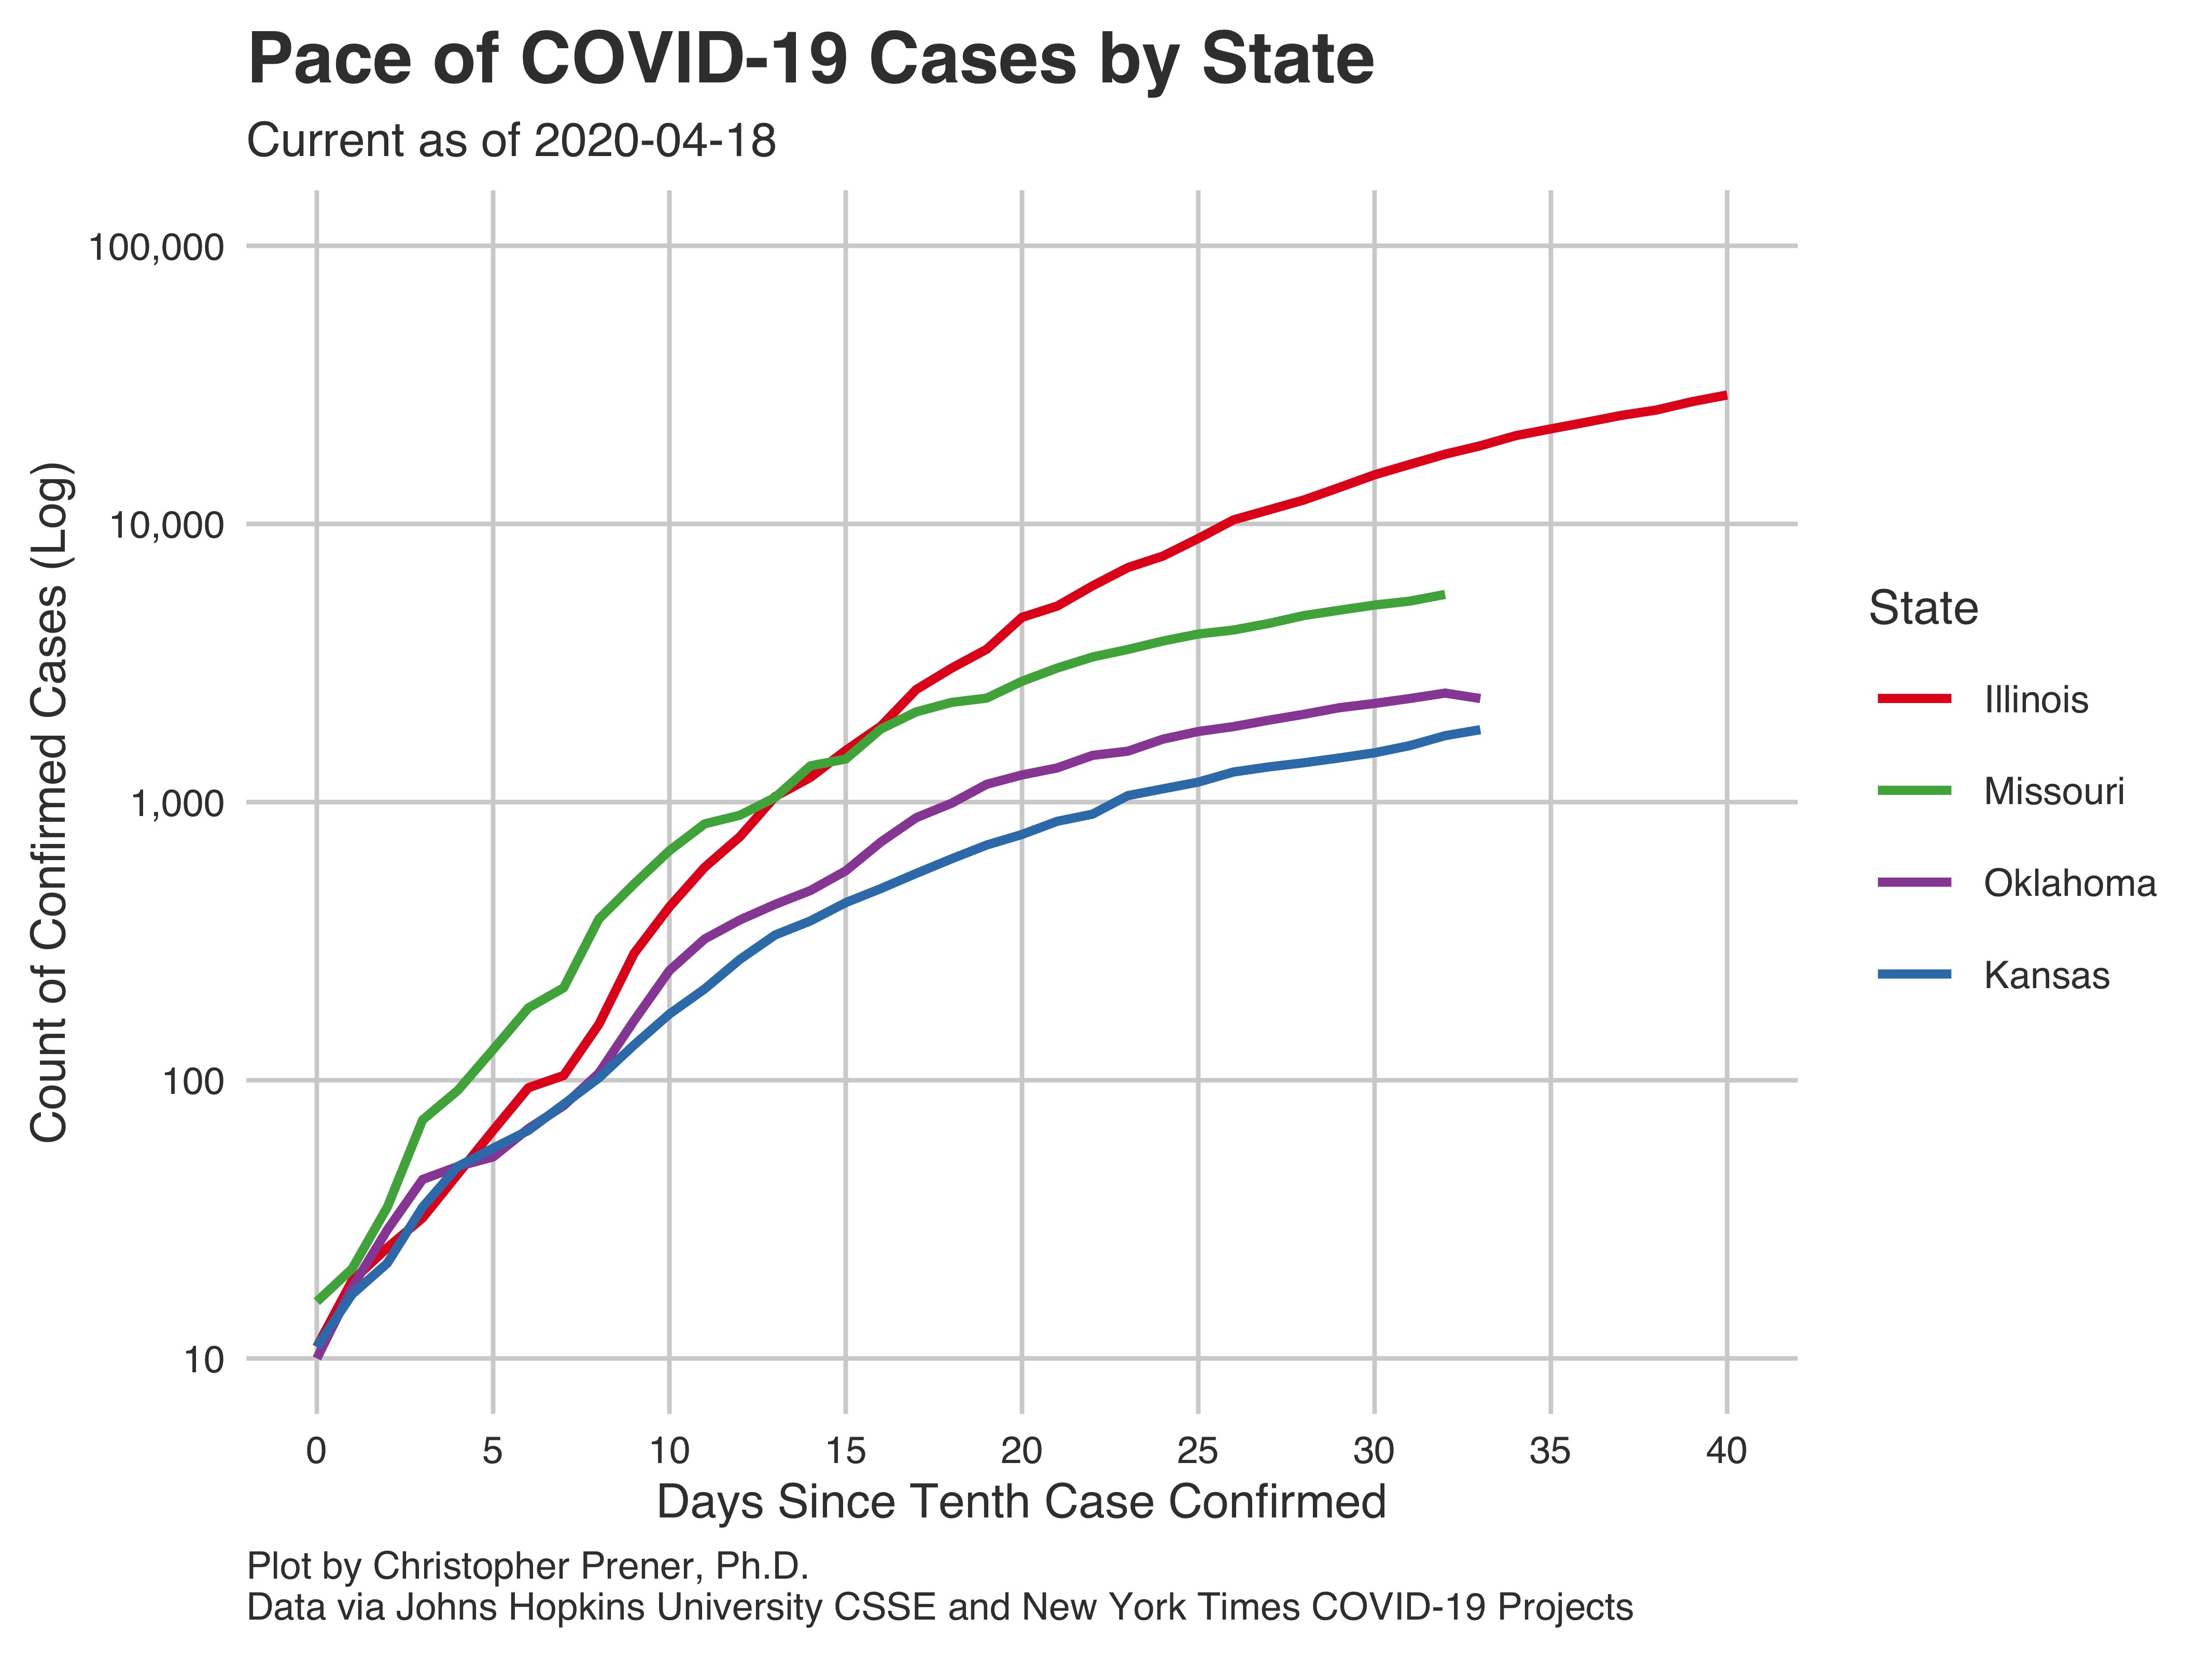 Pace of COVID-19 Cases by State
Current as of 2020-04-18
Count of Confirmed Cases (Log)
100,000
10,000
1,000
100
10
0 5 10 15 20 25 30 35 40
Days Since Tenth Case Confirmed
State
Illinois
Missouri
Oklahoma
Kansas
Plot by Christopher Prener, Ph.D.
Data via Johns Hopkins University CSSE and New York Times COVID-19 Projects